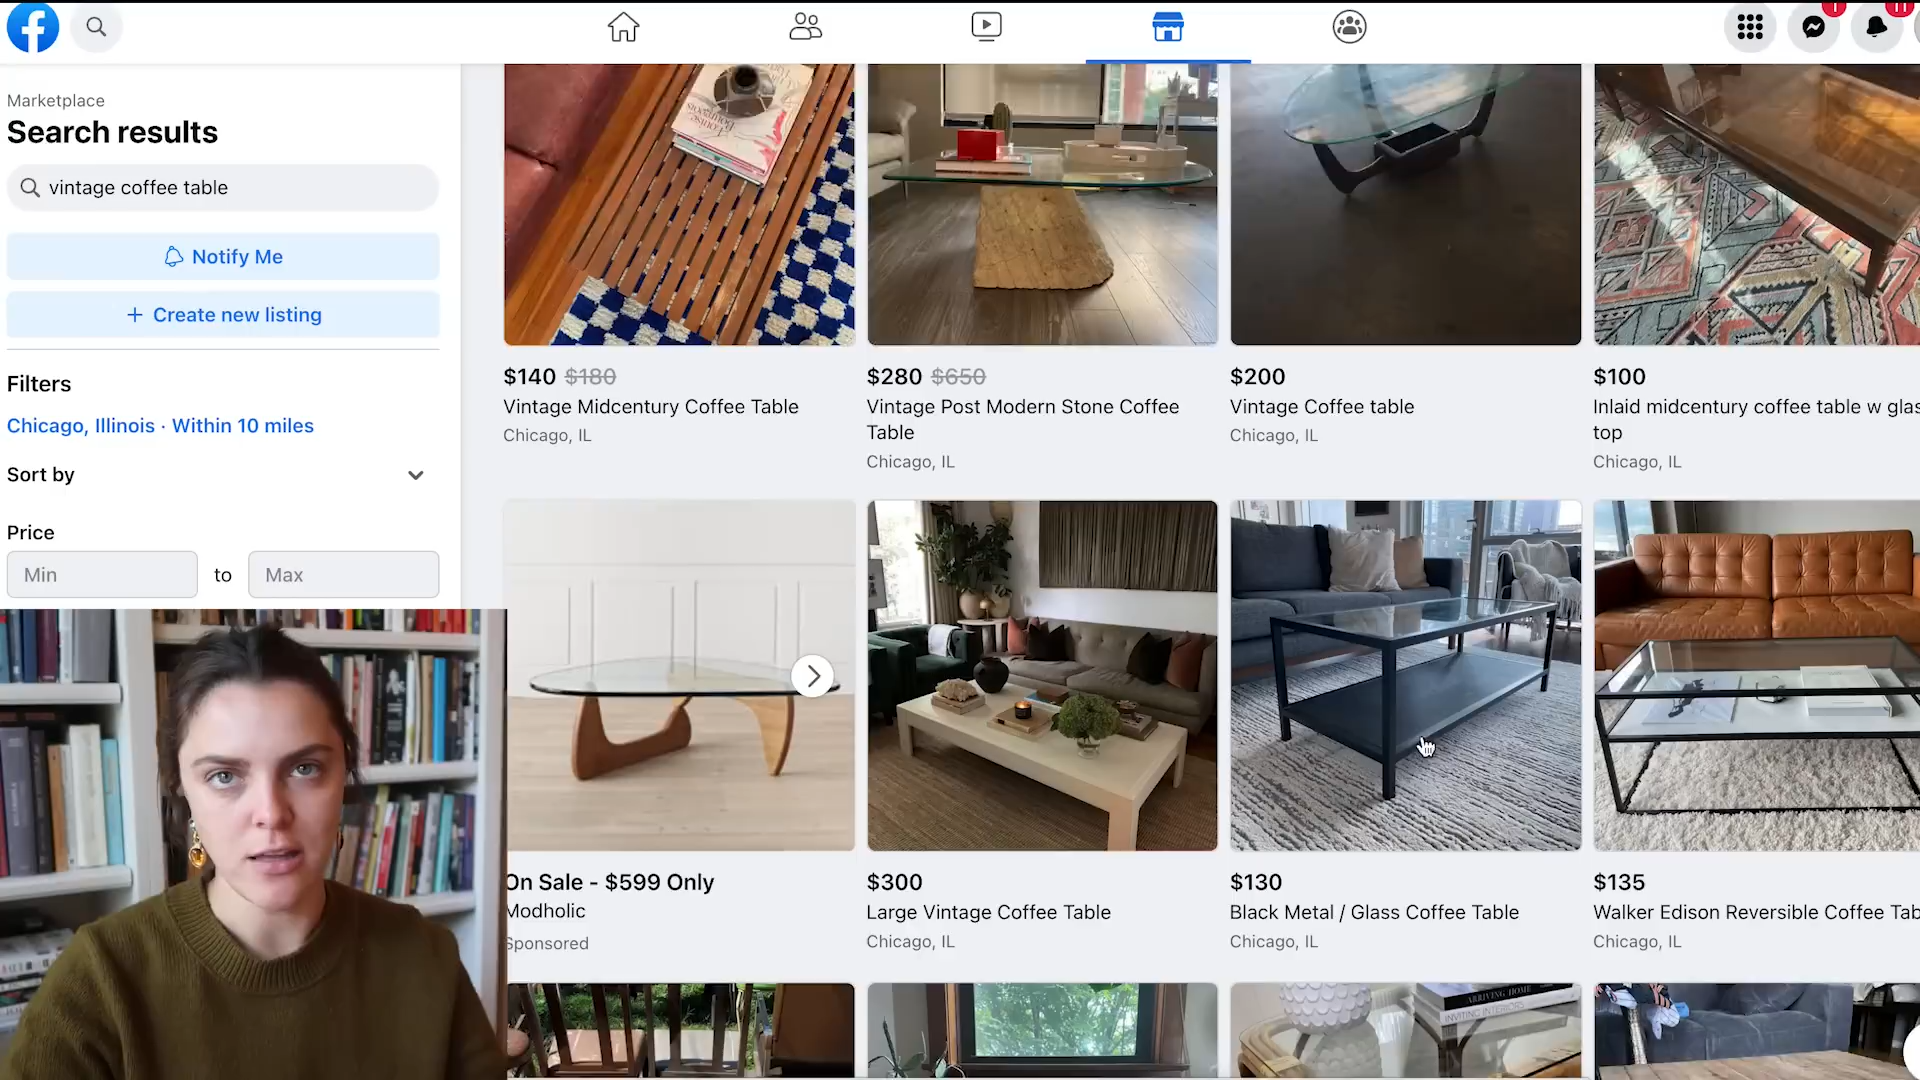 Marketplace
Search results
vintage coffee table
Notify Me
+ Create new listing
Filters
Chicago, Illinois · Within 10 miles
Sort by
Price
Min to Max
$140 $180
Vintage Midcentury Coffee Table
Chicago, IL
$280 $650
Vintage Post Modern Stone Coffee
Table
Chicago, IL
$200
Vintage Coffee table
Chicago, IL
$100
Inlaid midcentury coffee table w glas
top
Chicago, IL
On Sale - $599 Only
Modholic
Sponsored
$300
Large Vintage Coffee Table
Chicago, IL
$130
Black Metal / Glass Coffee Table
Chicago, IL
$135
Walker Edison Reversible Coffee Tab
Chicago, IL
ARRIVING HOME
INVITING INTERIORS